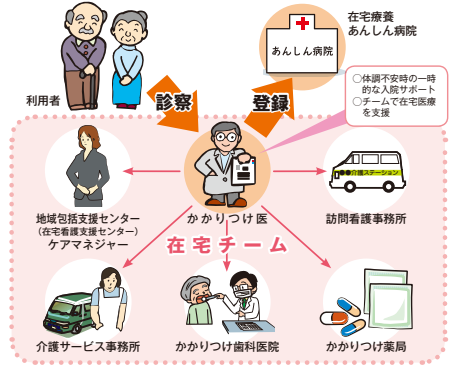 在宅療養
あんしん病院
あんしん病院
○体調不安時の一時
的な入院サポート
○チームで在宅医療
を支援
利用者
診察
登録
●●介護ステーション
地域包括支援センター
（在宅看護支援センター）
ケアマネジャー
かかりつけ医
訪問看護事務所
在宅チーム
介護サービス事務所
かかりつけ歯科医院
かかりつけ薬局